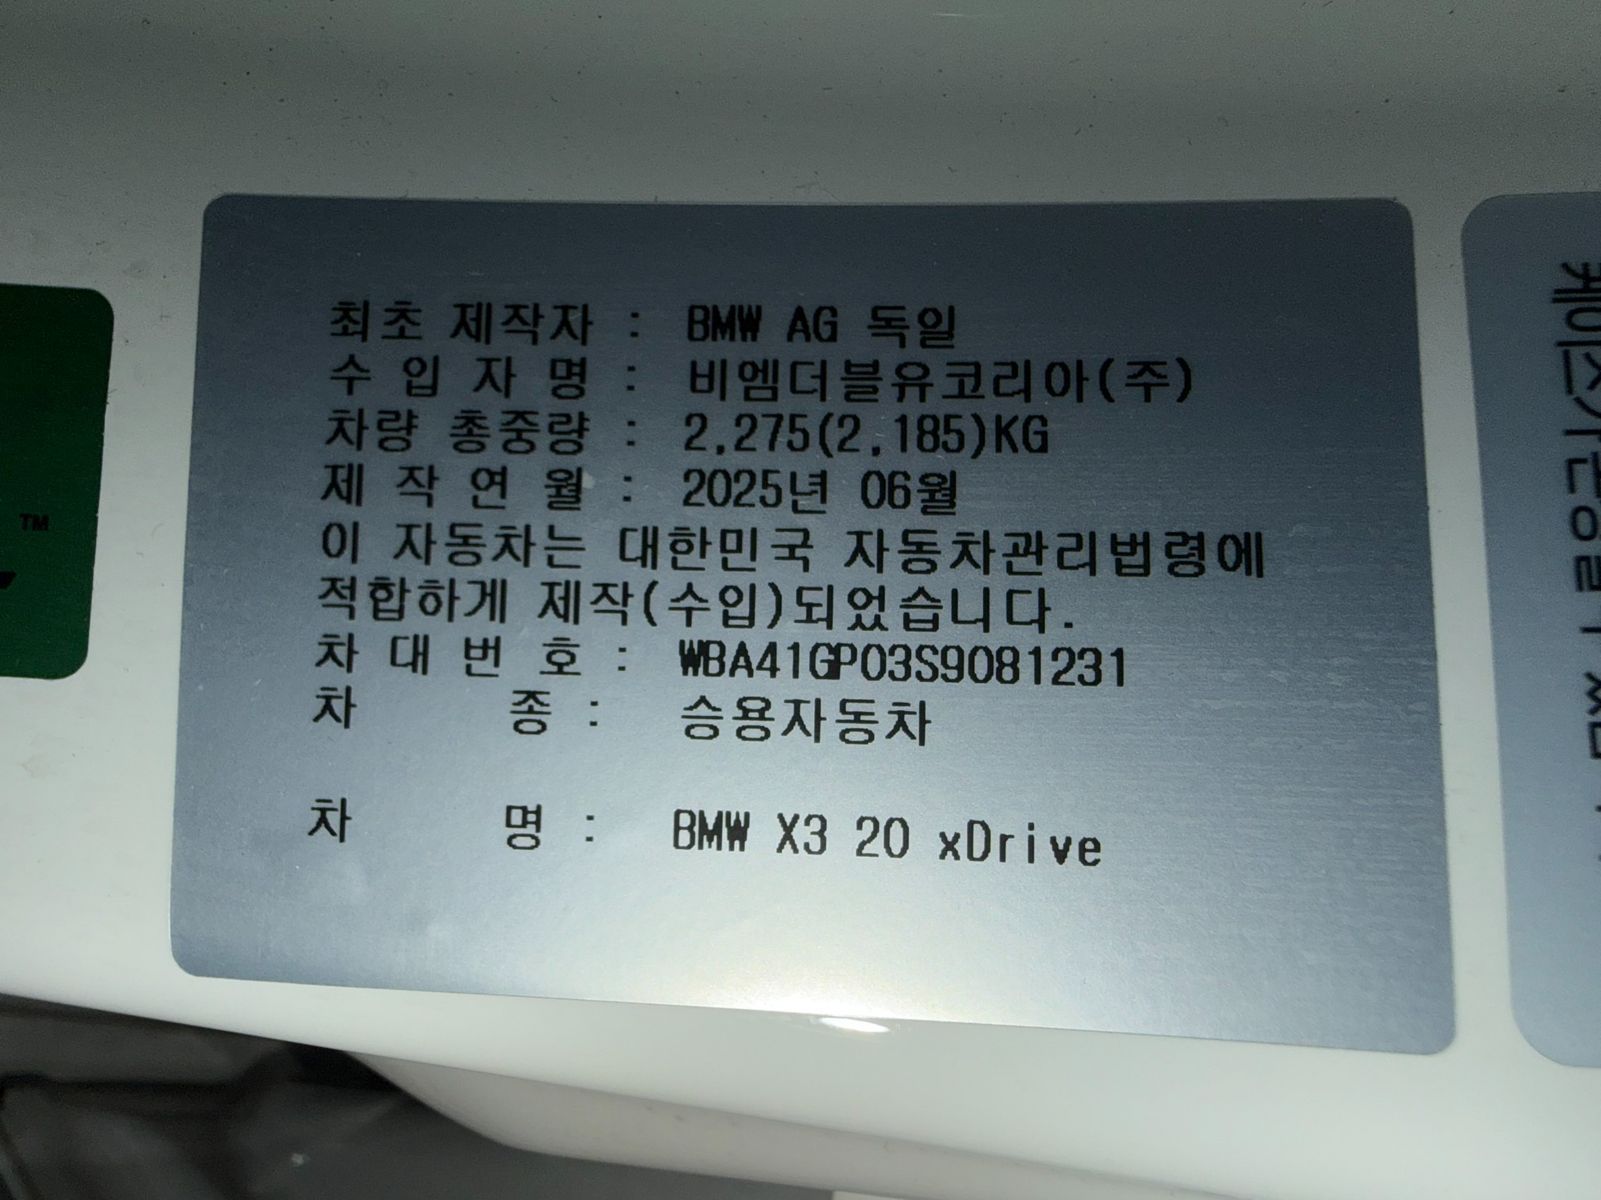 최초 제작자 : BMW AG 독일
수 입 자 명 : 비엠더블유코리아(주)
차량 총중량 : 2,275(2,185)KG
제 작 연 월 : 2025년 06월
이 자동차는 대한민국 자동차관리법령에
적합하게 제작(수입)되었습니다.
차 대 번 호 : WBA41GP03S9081231
차 종 : 승용자동차
차 명 : BMW X3 20 xDrive
TM